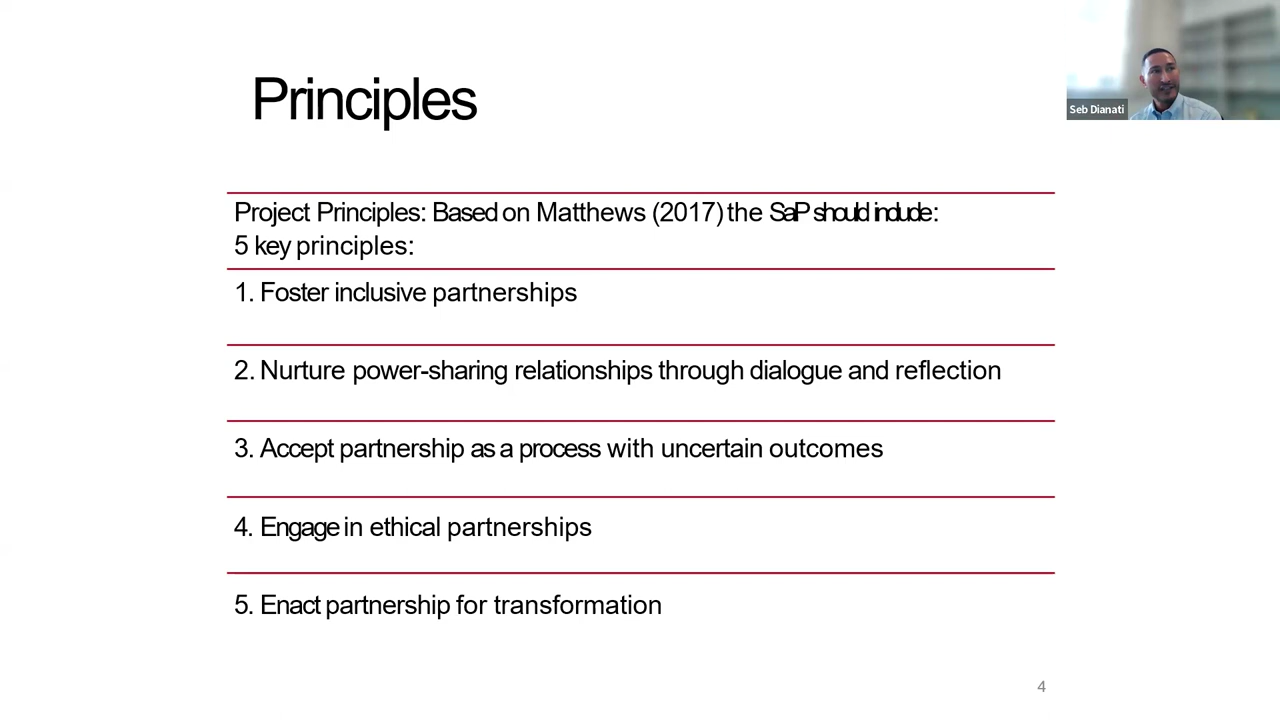 Principles
Seb Dianati
Project Principles: Based on Matthews (2017) the SaP should include:
5 key principles:
1. Foster inclusive partnerships
2. Nurture power-sharing relationships through dialogue and reflection
3. Accept partnership as a process with uncertain outcomes
4. Engage in ethical partnerships
5. Enact partnership for transformation
4